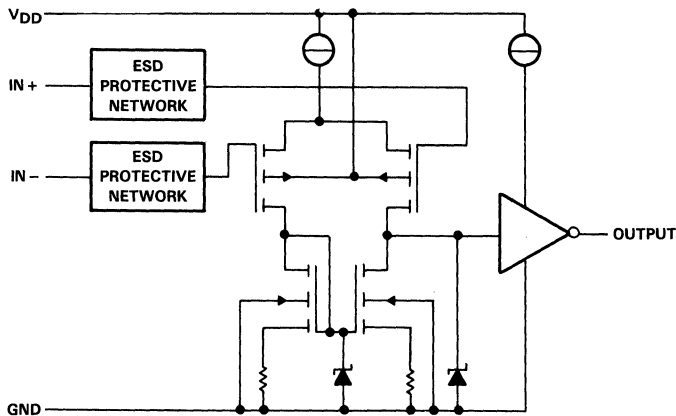 VDD
IN +
ESD
PROTECTIVE
NETWORK
IN –
ESD
PROTECTIVE
NETWORK
OUTPUT
GND